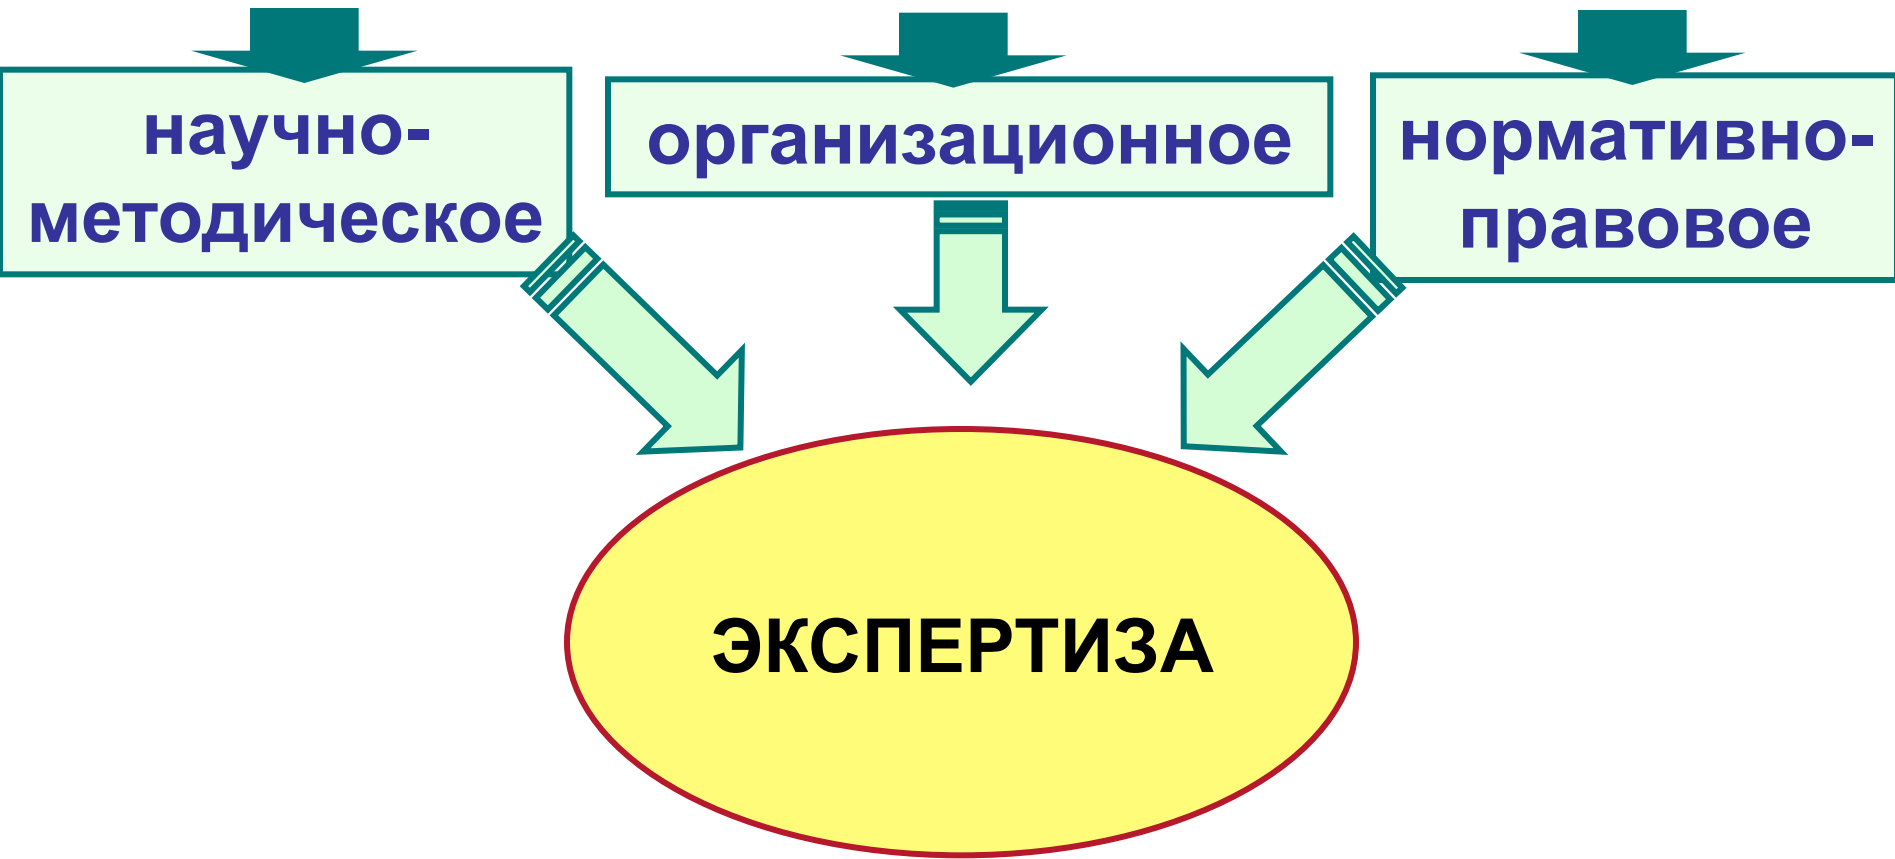 научно-
методическое
организационное
нормативно-
правовое
ЭКСПЕРТИЗА